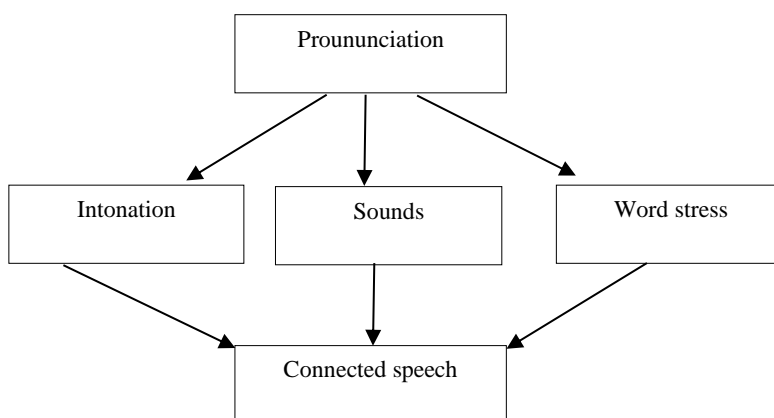 Proununciation
Intonation
Sounds
Word stress
Connected speech